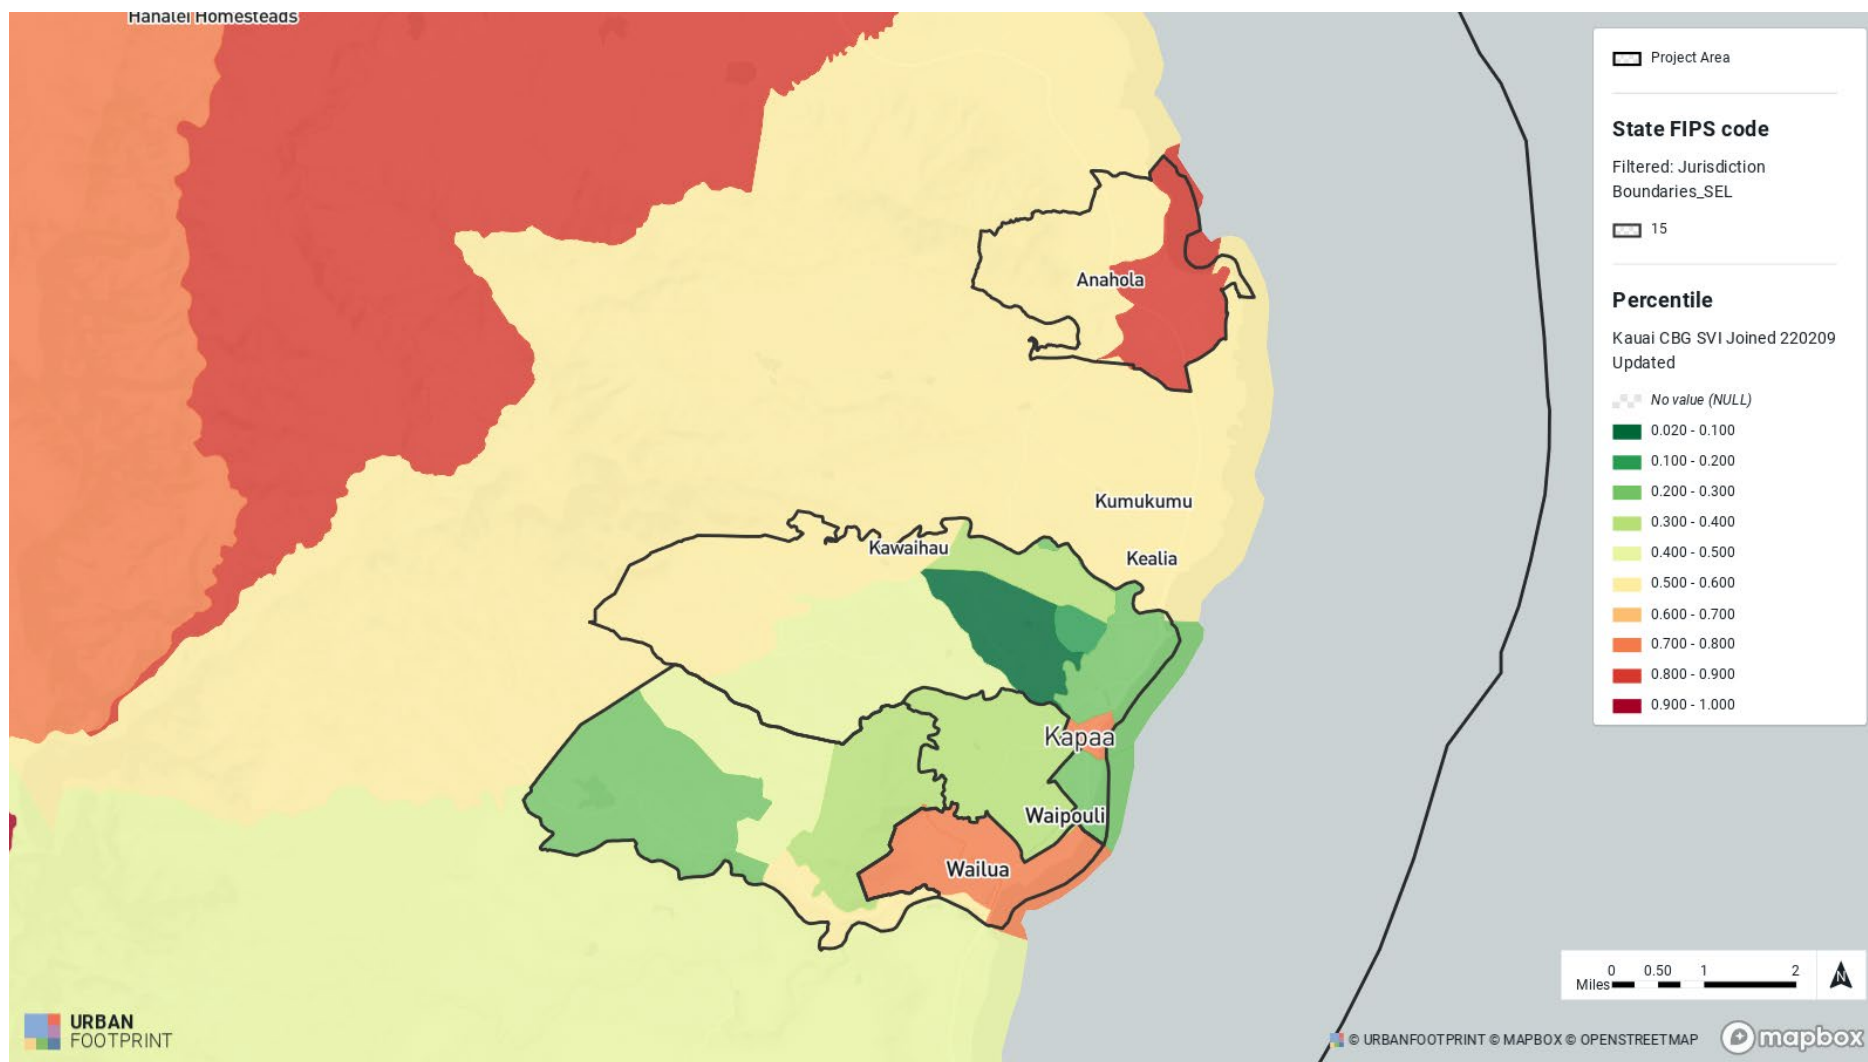 Hanalei Homesteads
Anahola
Kumukumu
Kawaihau
Kealia
Kapaa
Waipouli
Wailua
Project Area
State FIPS code
Filtered: Jurisdiction
Boundaries_SEL
15
Percentile
Kauai CBG SVI Joined 220209
Updated
No value (NULL)
0.020 - 0.100
0.100 - 0.200
0.200 - 0.300
0.300 - 0.400
0.400 - 0.500
0.500 - 0.600
0.600 - 0.700
0.700 - 0.800
0.800 - 0.900
0.900 - 1.000
0 0.50 1 2
Miles
N
URBAN
FOOTPRINT
© URBANFOOTPRINT © MAPBOX © OPENSTREETMAP
mapbox